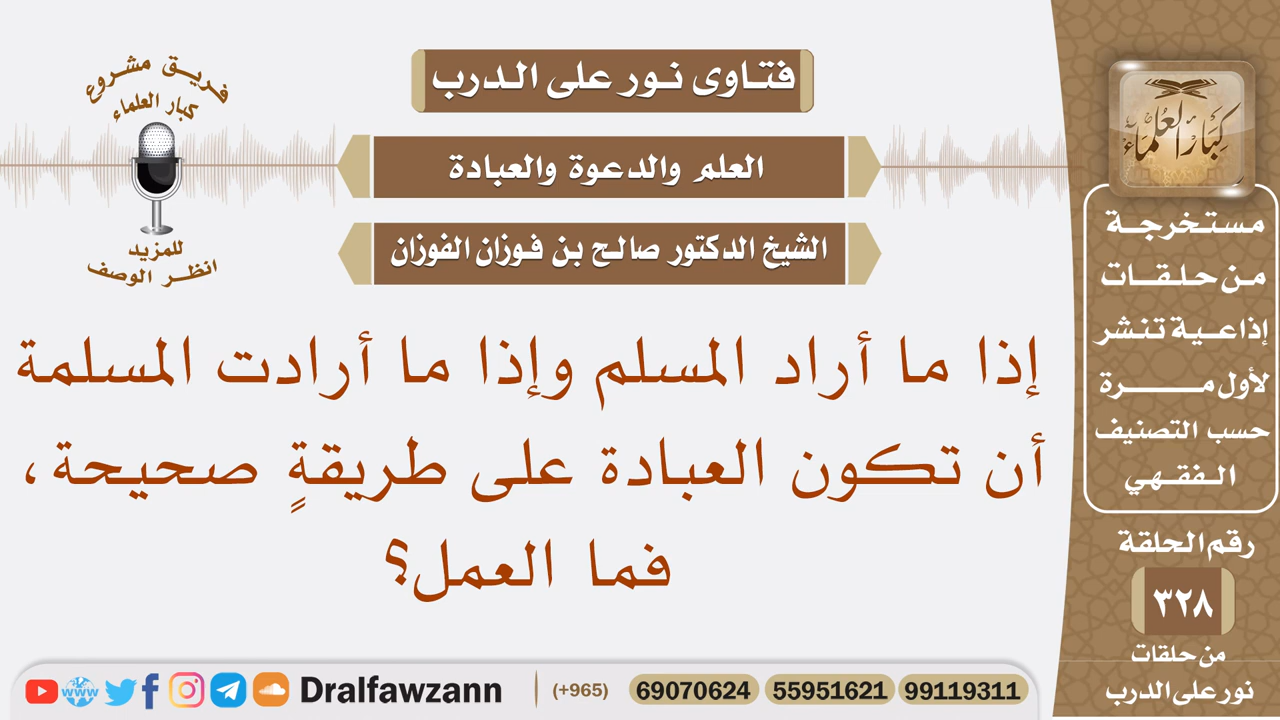 فتاوى نور على الدرب
العلم والدعوة والعبادة
الشيخ الدكتور صالح بن فوزان الفوزان
فريق مشروع
كبار العلماء
للمزيد
انظر الوصف
إذا ما أراد المسلم وإذا ما أرادت المسلمة
أن تكون العبادة على طريقةٍ صحيحة،
فما العمل؟
كبار العلماء
مستخرجة
من حلقات
إذاعية تنشر
لأول مرة
حسب التصنيف
الفقهي
رقم الحلقة
٣٢٨
من حلقات
نور على الدرب
www Dralfawzann (+965) 69070624 55951621 99119311